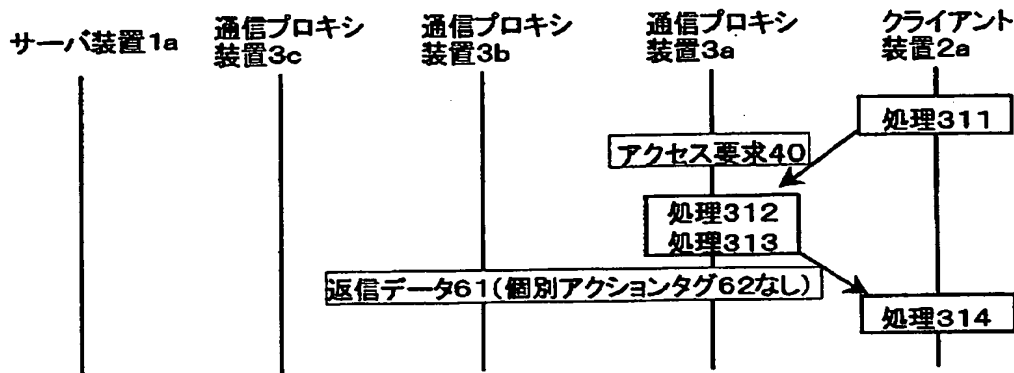 サーバ装置1a
通信プロキシ
装置3c
通信プロキシ
装置3b
通信プロキシ
装置3a
クライアント
装置2a
処理311
アクセス要求40
処理312
処理313
返信データ61(個別アクションタグ62なし)
処理314